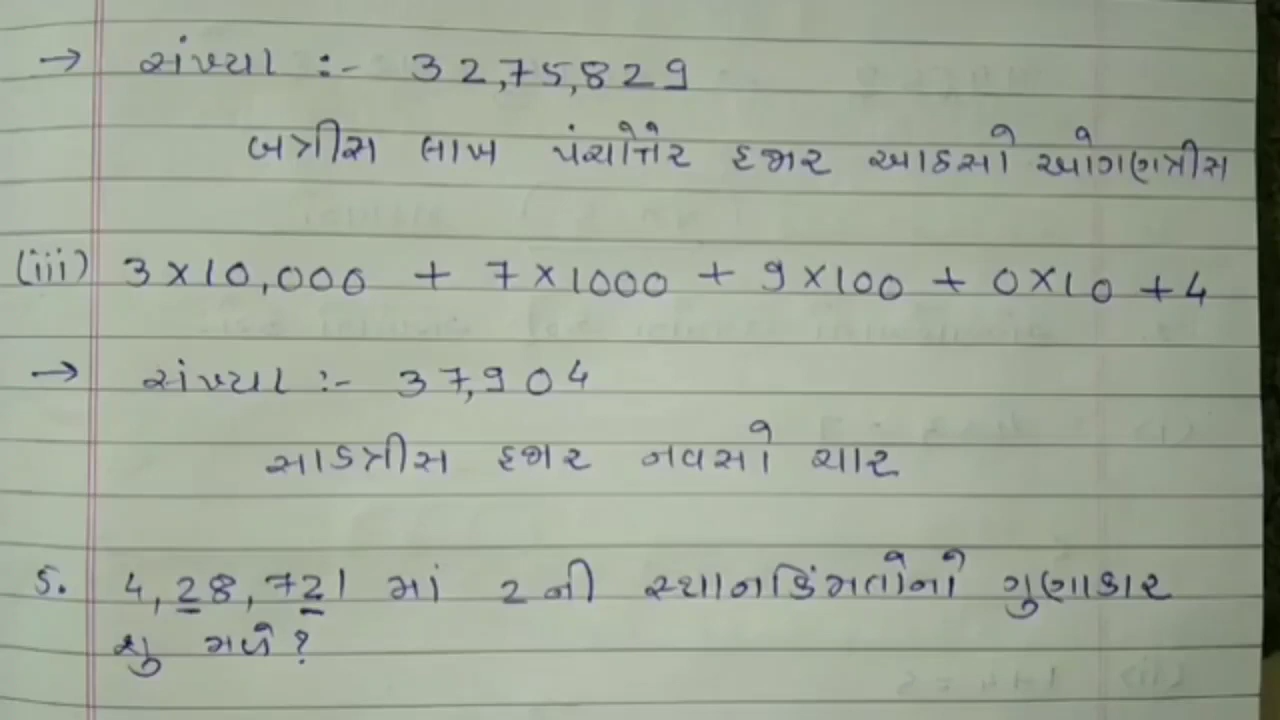 → સંખ્યા :- 32,75,829
બત્રીસ લાખ પંચોત્તેર હજાર આઠસો ઓગણત્રીસ
(iii) 3×10,000 + 7×1000 + 9×100 + 0×10 + 4
→ સંખ્યા :- 37,904
સાડત્રીસ હજાર નવસો ચાર
5. 4,28,721 માં 2ની સ્થાનકિંમતોનો ગુણાકાર
શુ મળે ?